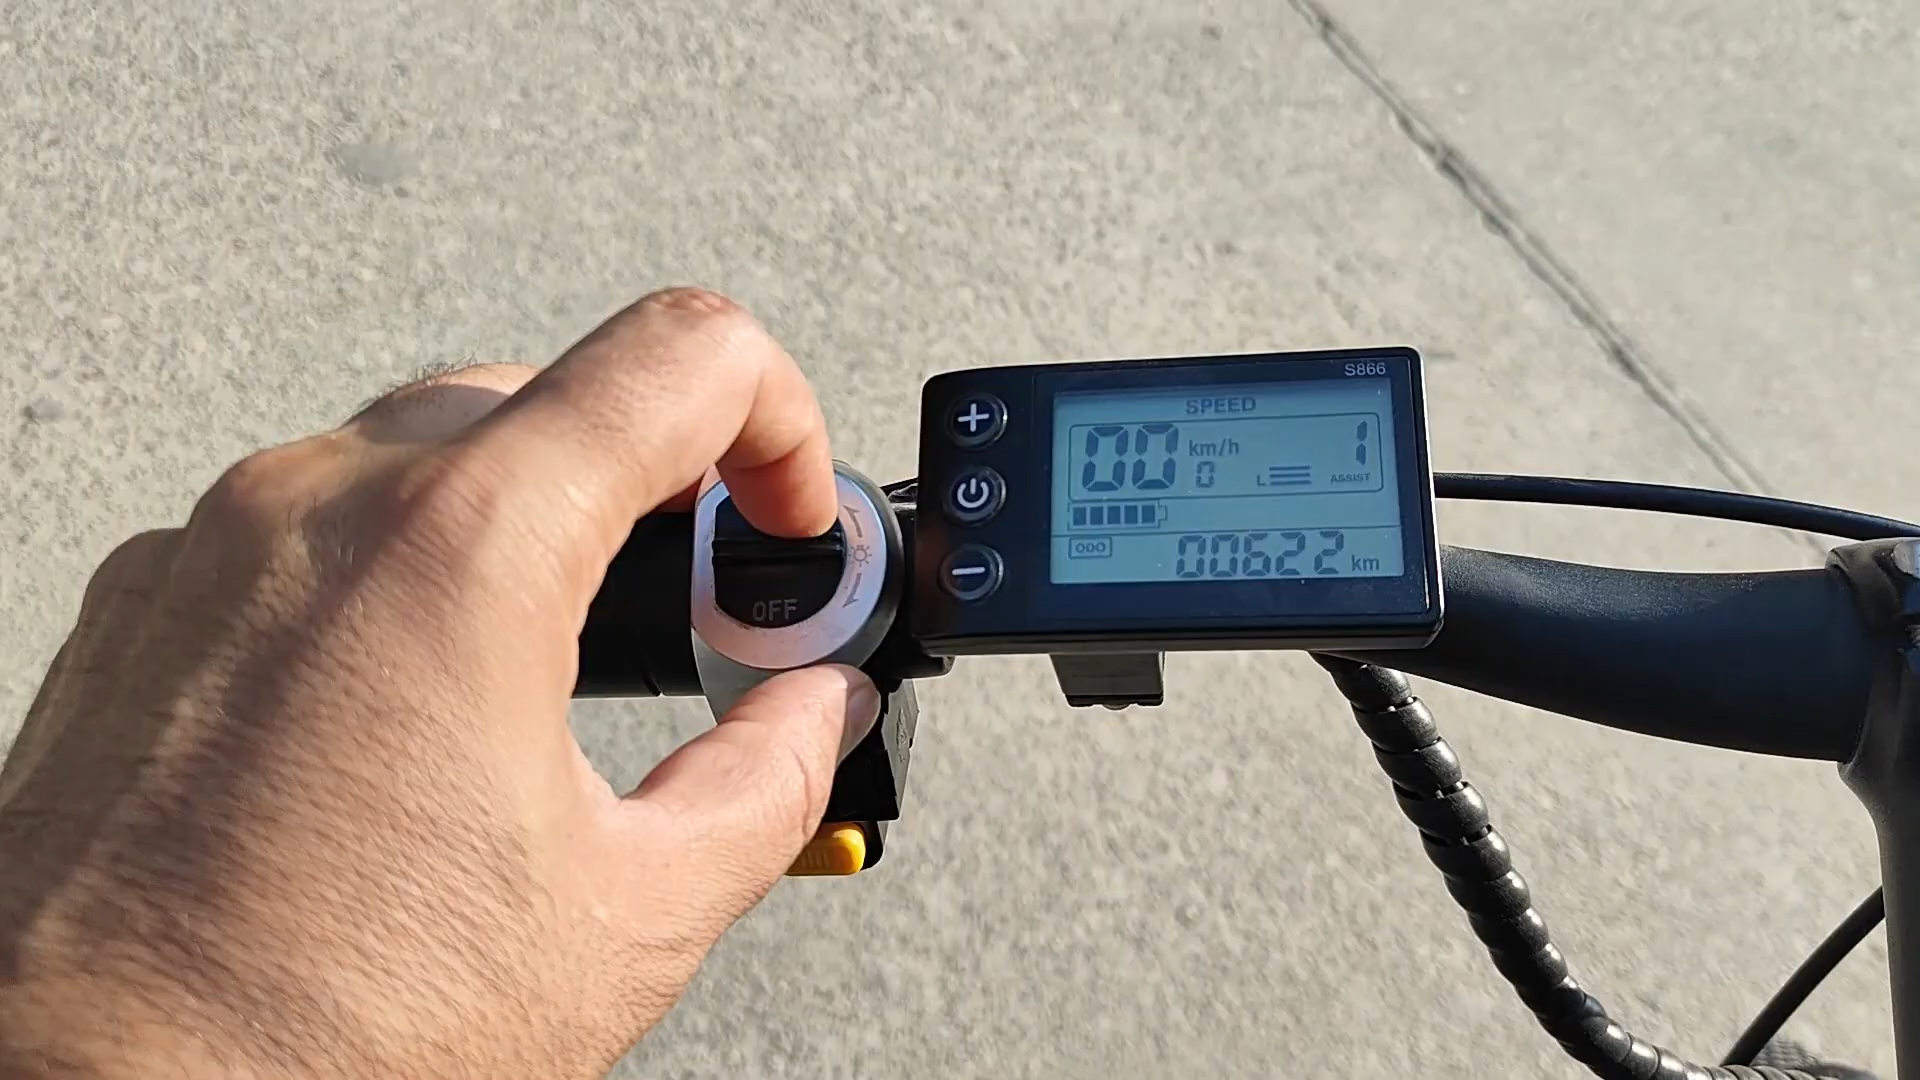 S866
SPEED
00 km/h 1
0 L ASSIST
ODO 00622 km
OFF